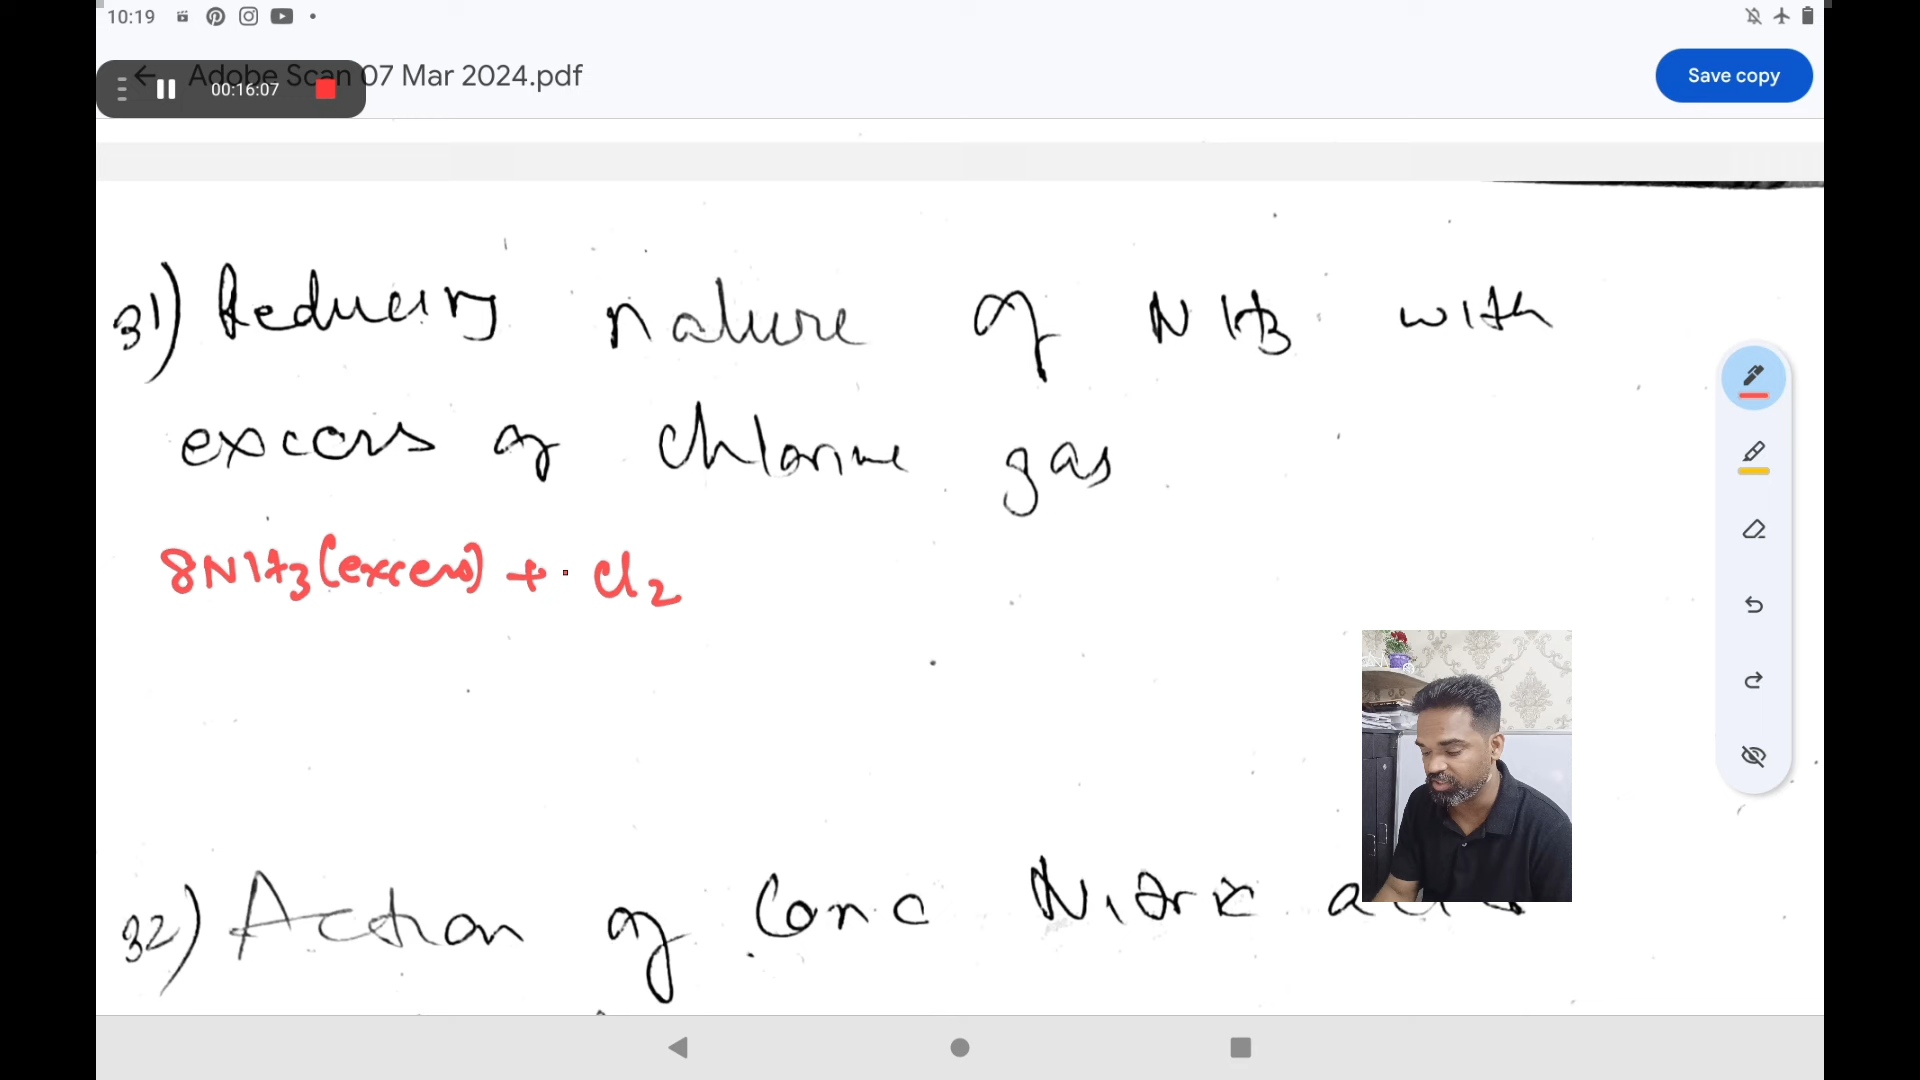 10:19
Adobe Scan 07 Mar 2024.pdf
00:16:07
Save copy
31) Reducing nature of NH3 with
excess of chlorine gas
8NH3(excess) + Cl2
32) Action of Conc Nitric acid